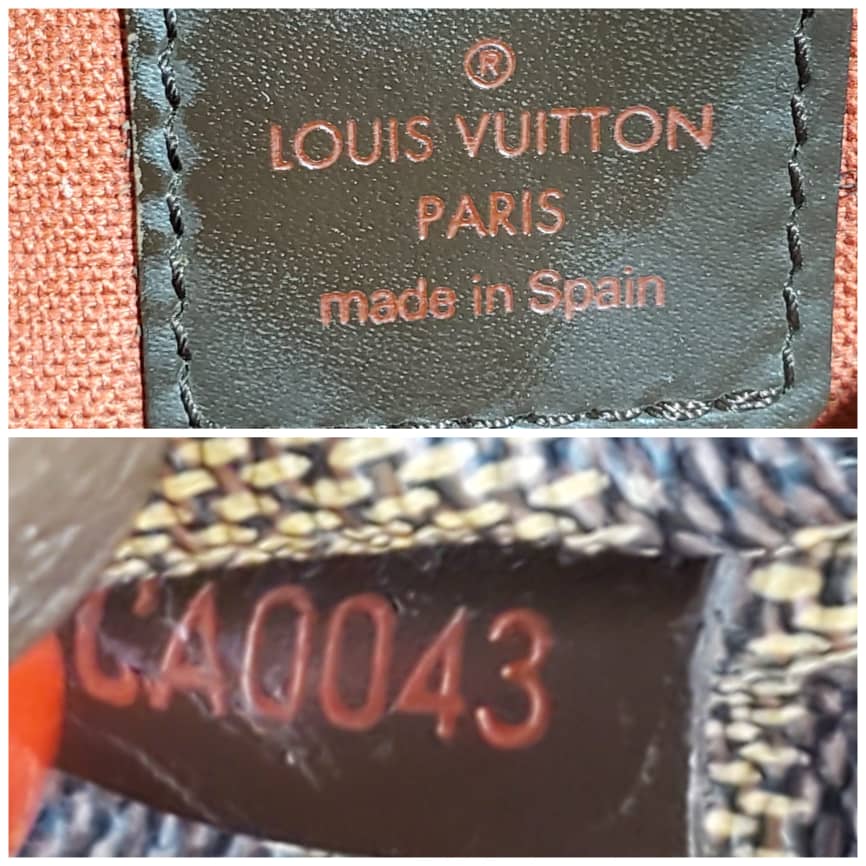 ®
LOUIS VUITTON
PARIS
made in Spain
CA0043